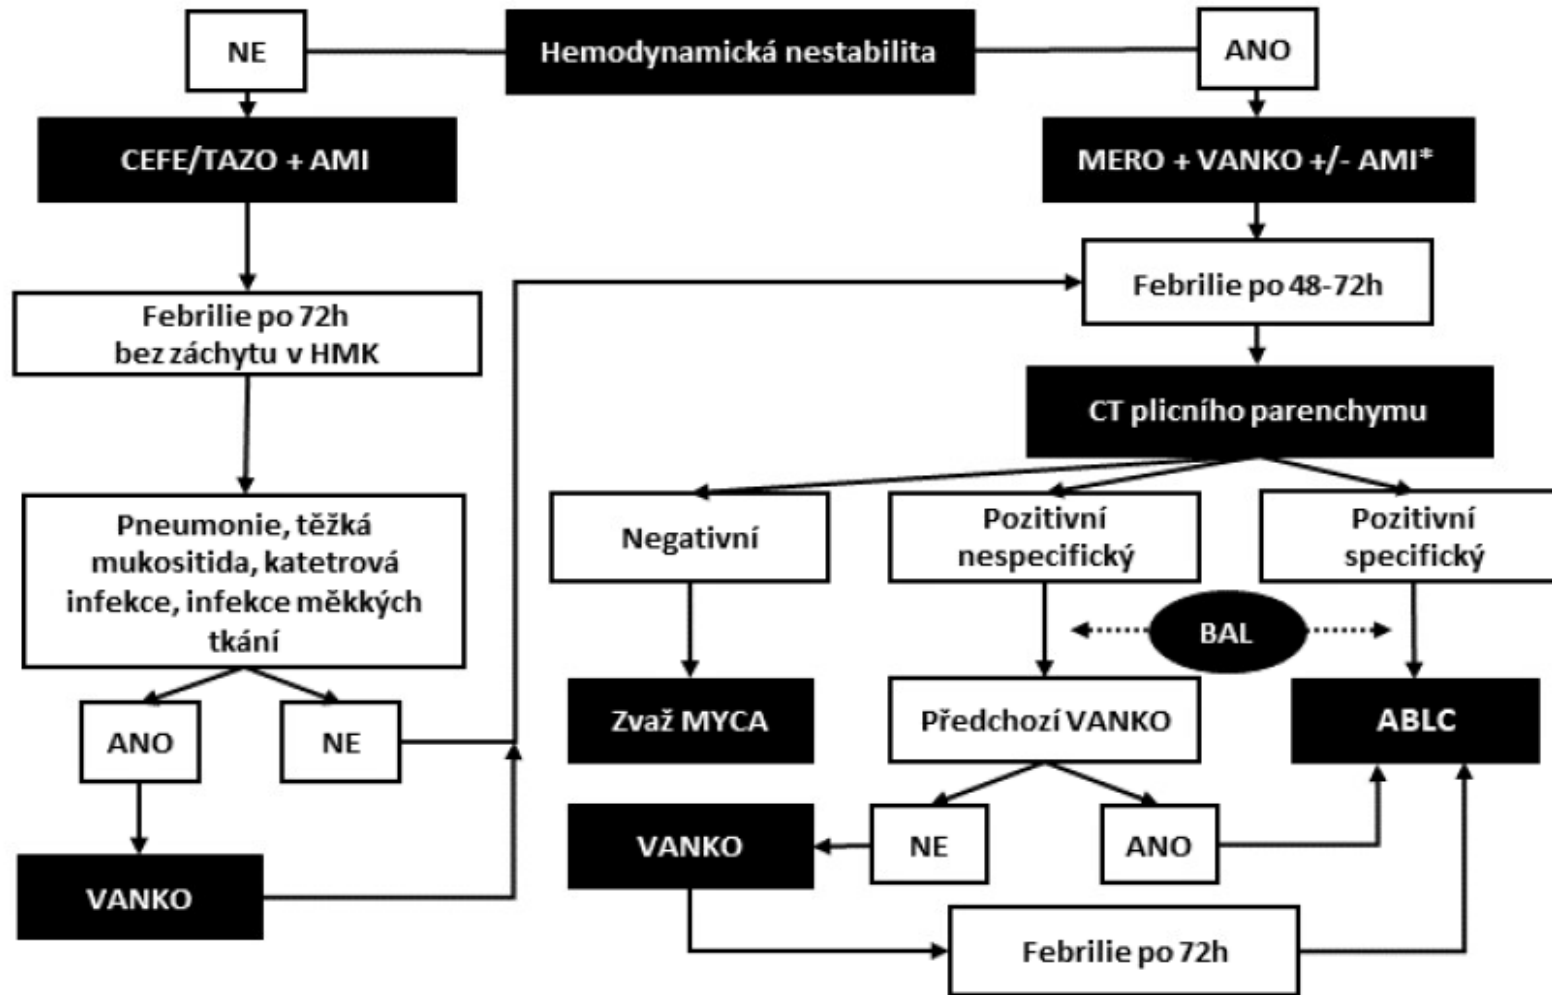 NE
Hemodynamická nestabilita
ANO
CEFE/TAZO + AMI
MERO + VANKO +/- AMI*
Febrilie po 72h
bez záchytu v HMK
Febrilie po 48-72h
CT plicního parenchymu
Pneumonie, těžká
mukositida, katetrová
infekce, infekce měkkých
tkání
Negativní
Pozitivní
nespecifický
Pozitivní
specifický
BAL
ANO
NE
Zvaž MYCA
Předchozí VANKO
ABLC
VANKO
VANKO
NE
ANO
Febrilie po 72h